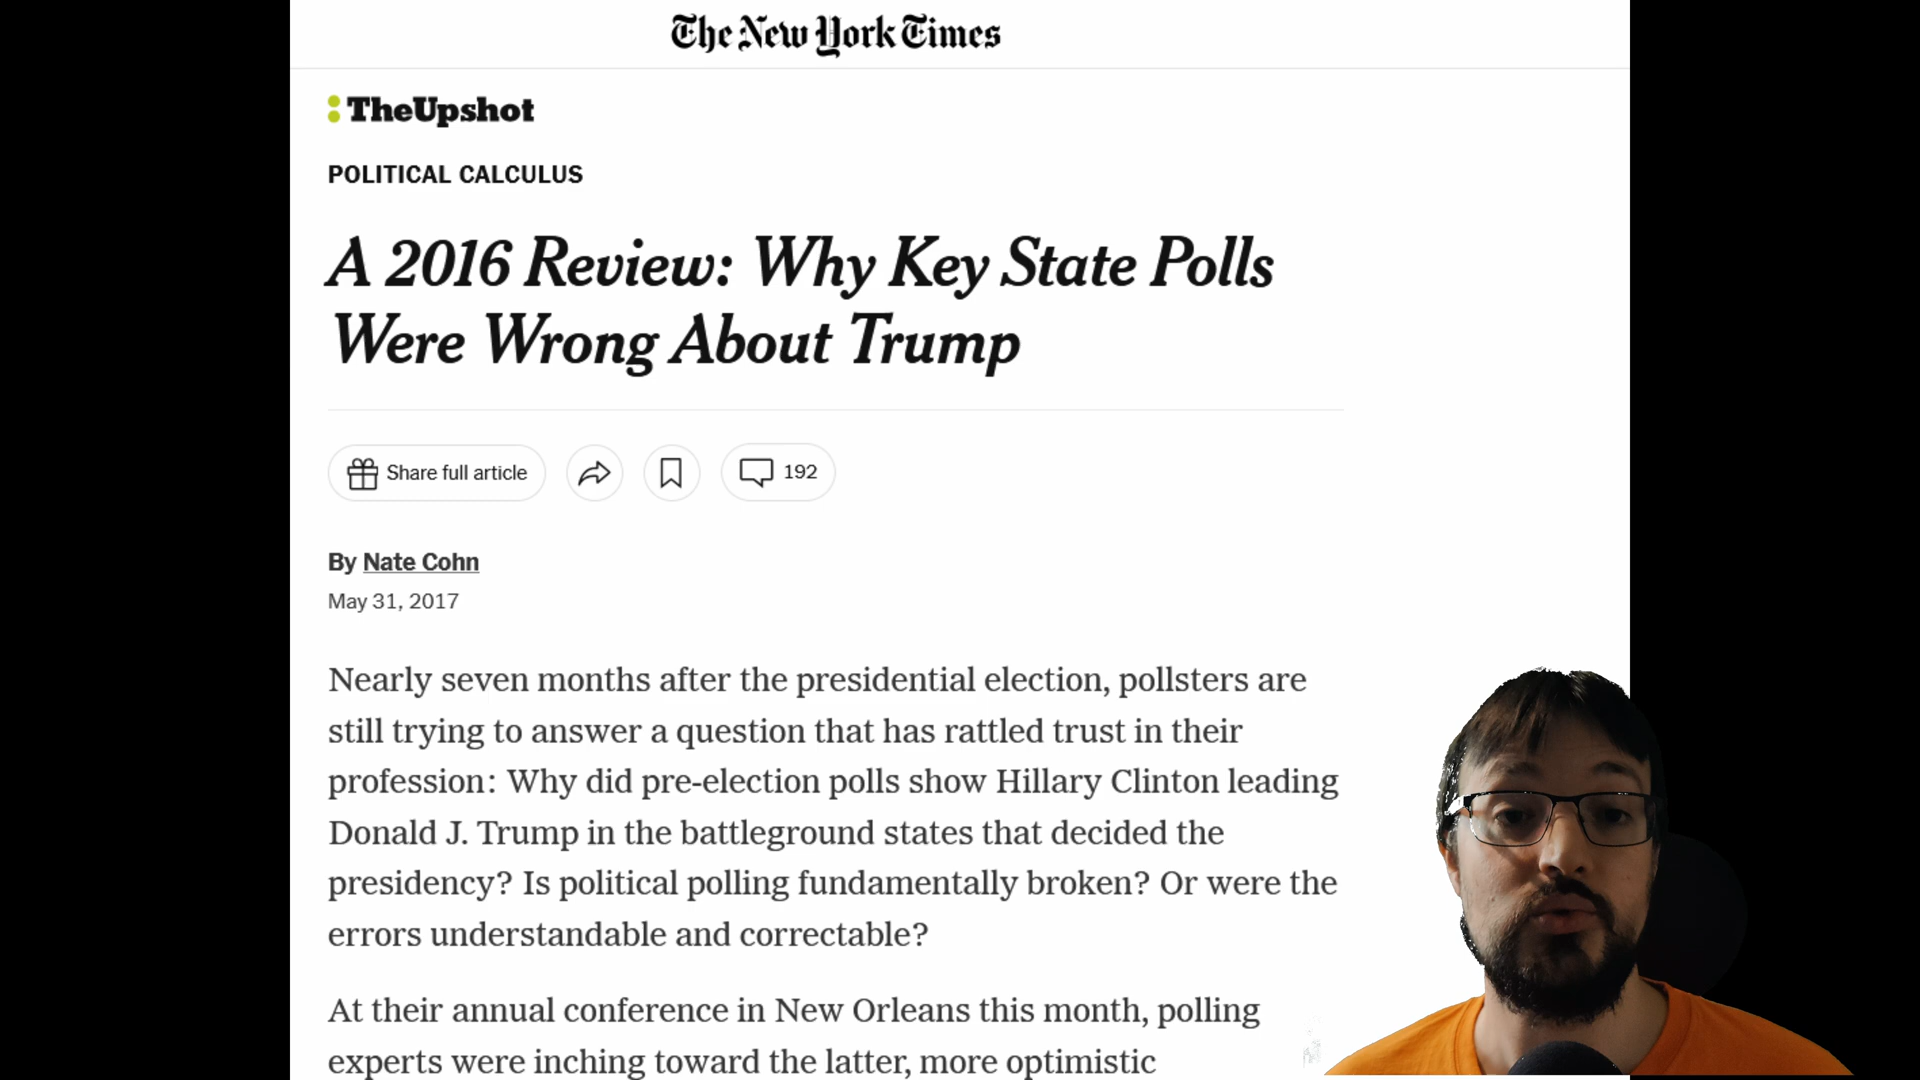 The New York Times
TheUpshot
POLITICAL CALCULUS
A 2016 Review: Why Key State Polls
Were Wrong About Trump
Share full article
192
By Nate Cohn
May 31, 2017
Nearly seven months after the presidential election, pollsters are
still trying to answer a question that has rattled trust in their
profession: Why did pre-election polls show Hillary Clinton leading
Donald J. Trump in the battleground states that decided the
presidency? Is political polling fundamentally broken? Or were the
errors understandable and correctable?
At their annual conference in New Orleans this month, polling
experts were inching toward the latter, more optimistic